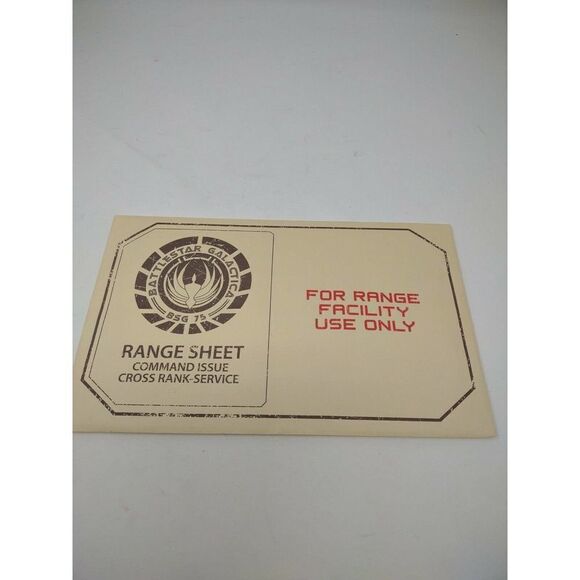 BATTLESTAR GALACTICA
BSG 75
RANGE SHEET
COMMAND ISSUE
CROSS RANK-SERVICE
FOR RANGE
FACILITY
USE ONLY